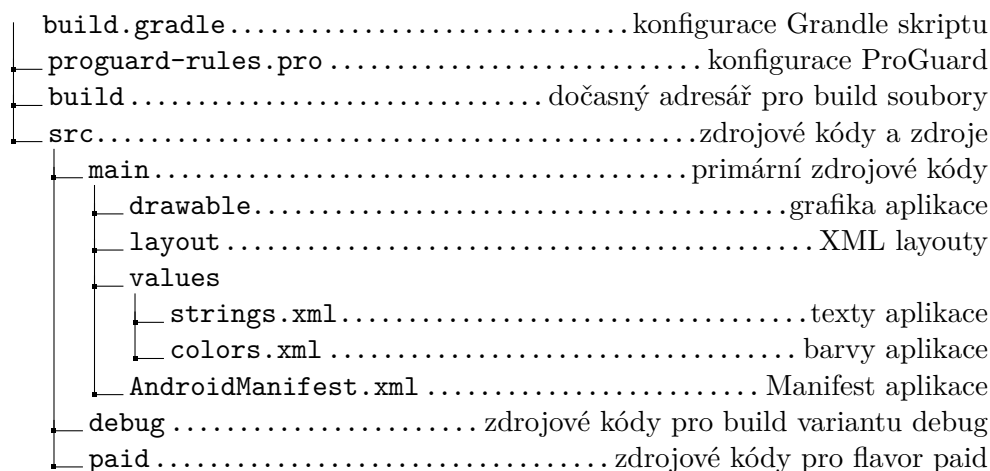 build.gradle..............................konfigurace Grandle skriptu
proguard-rules.pro............................konfigurace ProGuard
build...............................dočasný adresář pro build soubory
src.............................................zdrojové kódy a zdroje
main........................................primární zdrojové kódy
drawable..........................................grafika aplikace
layout............................................XML layouty
values
strings.xml...................................texty aplikace
colors.xml...................................barvy aplikace
AndroidManifest.xml.........................Manifest aplikace
debug.......................zdrojové kódy pro build variantu debug
paid..................................zdrojové kódy pro flavor paid